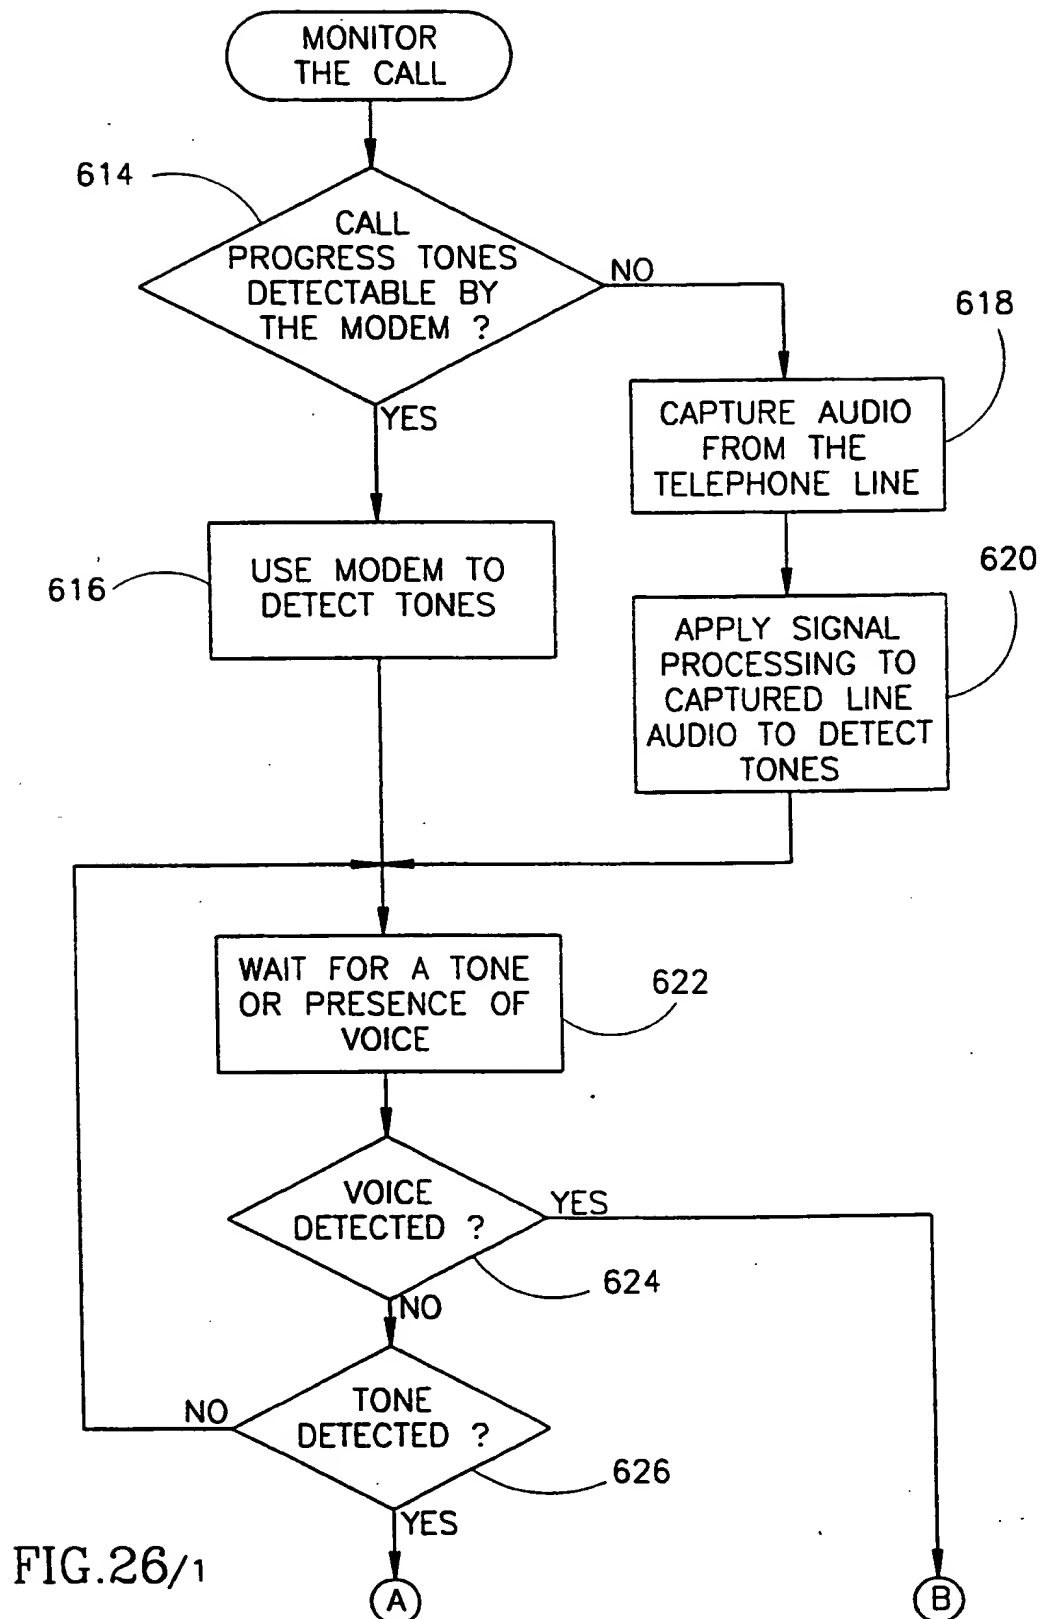 MONITOR
THE CALL
614
CALL
PROGRESS TONES
DETECTABLE BY
THE MODEM ?
NO
618
YES
CAPTURE AUDIO
FROM THE
TELEPHONE LINE
616
USE MODEM TO
DETECT TONES
620
APPLY SIGNAL
PROCESSING TO
CAPTURED LINE
AUDIO TO DETECT
TONES
WAIT FOR A TONE
OR PRESENCE OF
VOICE
622
VOICE
DETECTED ?
YES
624
NO
TONE
DETECTED ?
NO
626
YES
FIG.26/1
A
B